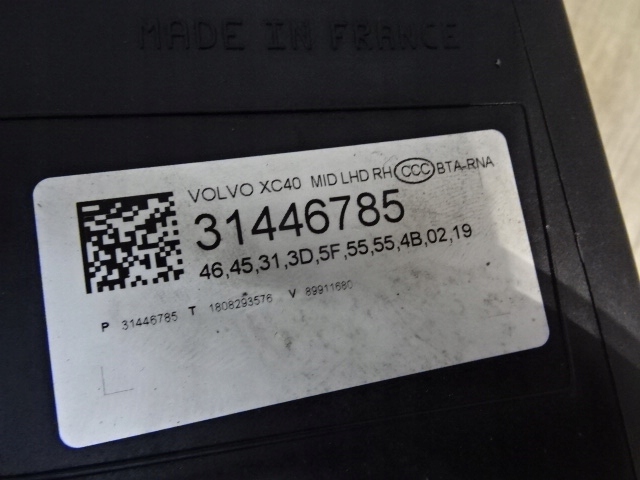 MADE IN FRANCE
VOLVO XC40 MID LHD RH CCC BTA-RNA
31446785
46,45,31,3D,5F,55,55,4B,02,19
P 31446785 T 1808293576 V 89911680